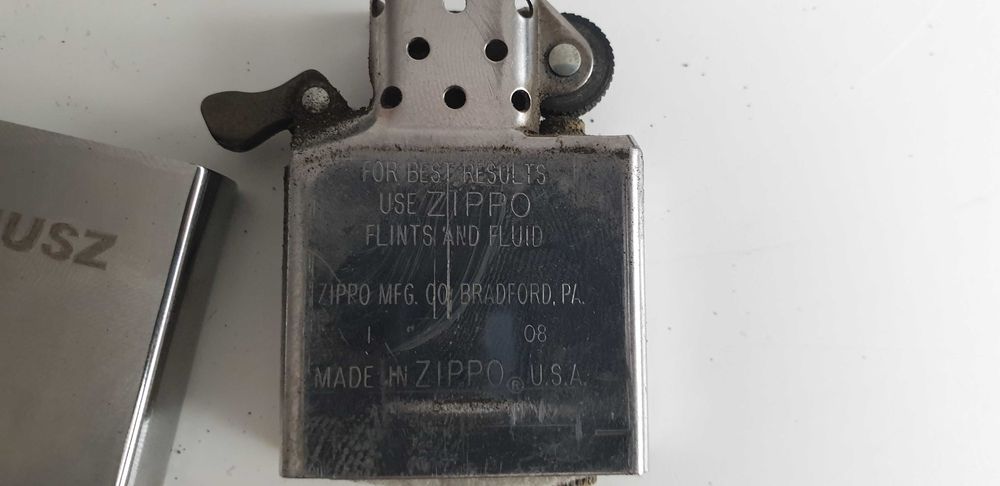 USZ
FOR BEST RESULTS
USE ZIPPO
FLINTS AND FLUID
ZIPPO MFG. CO. BRADFORD, PA.
I 08
MADE IN ZIPPO® U.S.A.